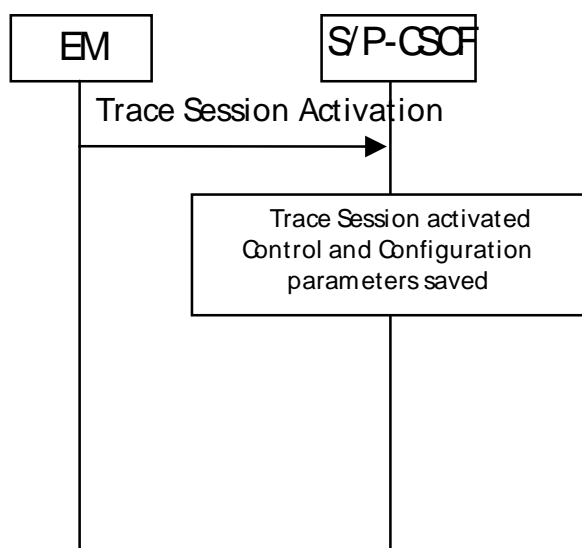 EM
S/P-CSCF
Trace Session Activation
Trace Session activated
Control and Configuration
parameters saved